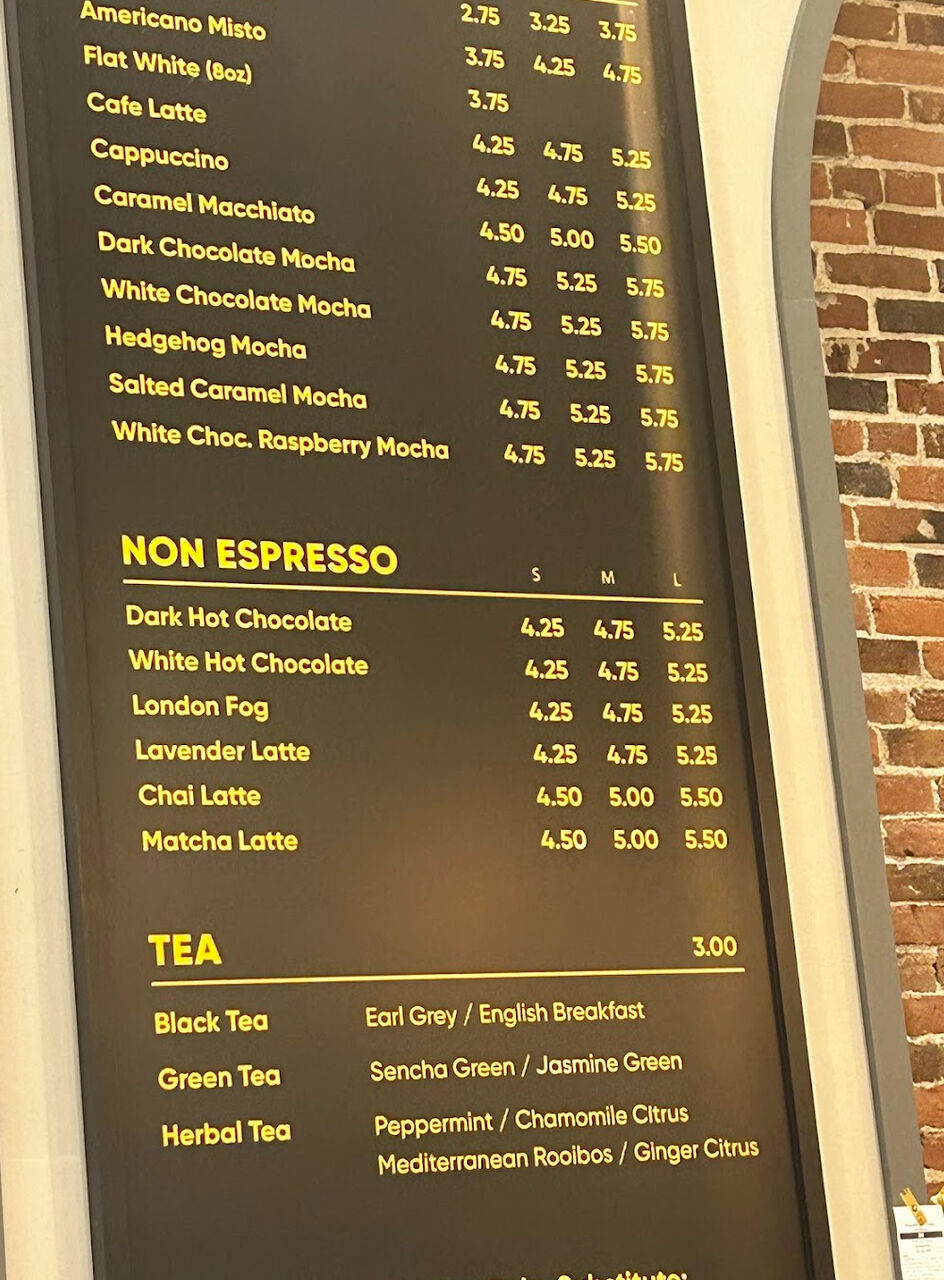 2.75 3.25 3.75
Americano Misto 3.75 4.25 4.75
Flat White (8oz) 3.75
Cafe Latte 4.25 4.75 5.25
Cappuccino 4.25 4.75 5.25
Caramel Macchiato 4.50 5.00 5.50
Dark Chocolate Mocha 4.75 5.25 5.75
White Chocolate Mocha 4.75 5.25 5.75
Hedgehog Mocha 4.75 5.25 5.75
Salted Caramel Mocha 4.75 5.25 5.75
White Choc. Raspberry Mocha 4.75 5.25 5.75
NON ESPRESSO S M L
Dark Hot Chocolate 4.25 4.75 5.25
White Hot Chocolate 4.25 4.75 5.25
London Fog 4.25 4.75 5.25
Lavender Latte 4.25 4.75 5.25
Chai Latte 4.50 5.00 5.50
Matcha Latte 4.50 5.00 5.50
TEA 3.00
Black Tea Earl Grey / English Breakfast
Green Tea Sencha Green / Jasmine Green
Herbal Tea Peppermint / Chamomile CItrus
Mediterranean Rooibos / Ginger Citrus